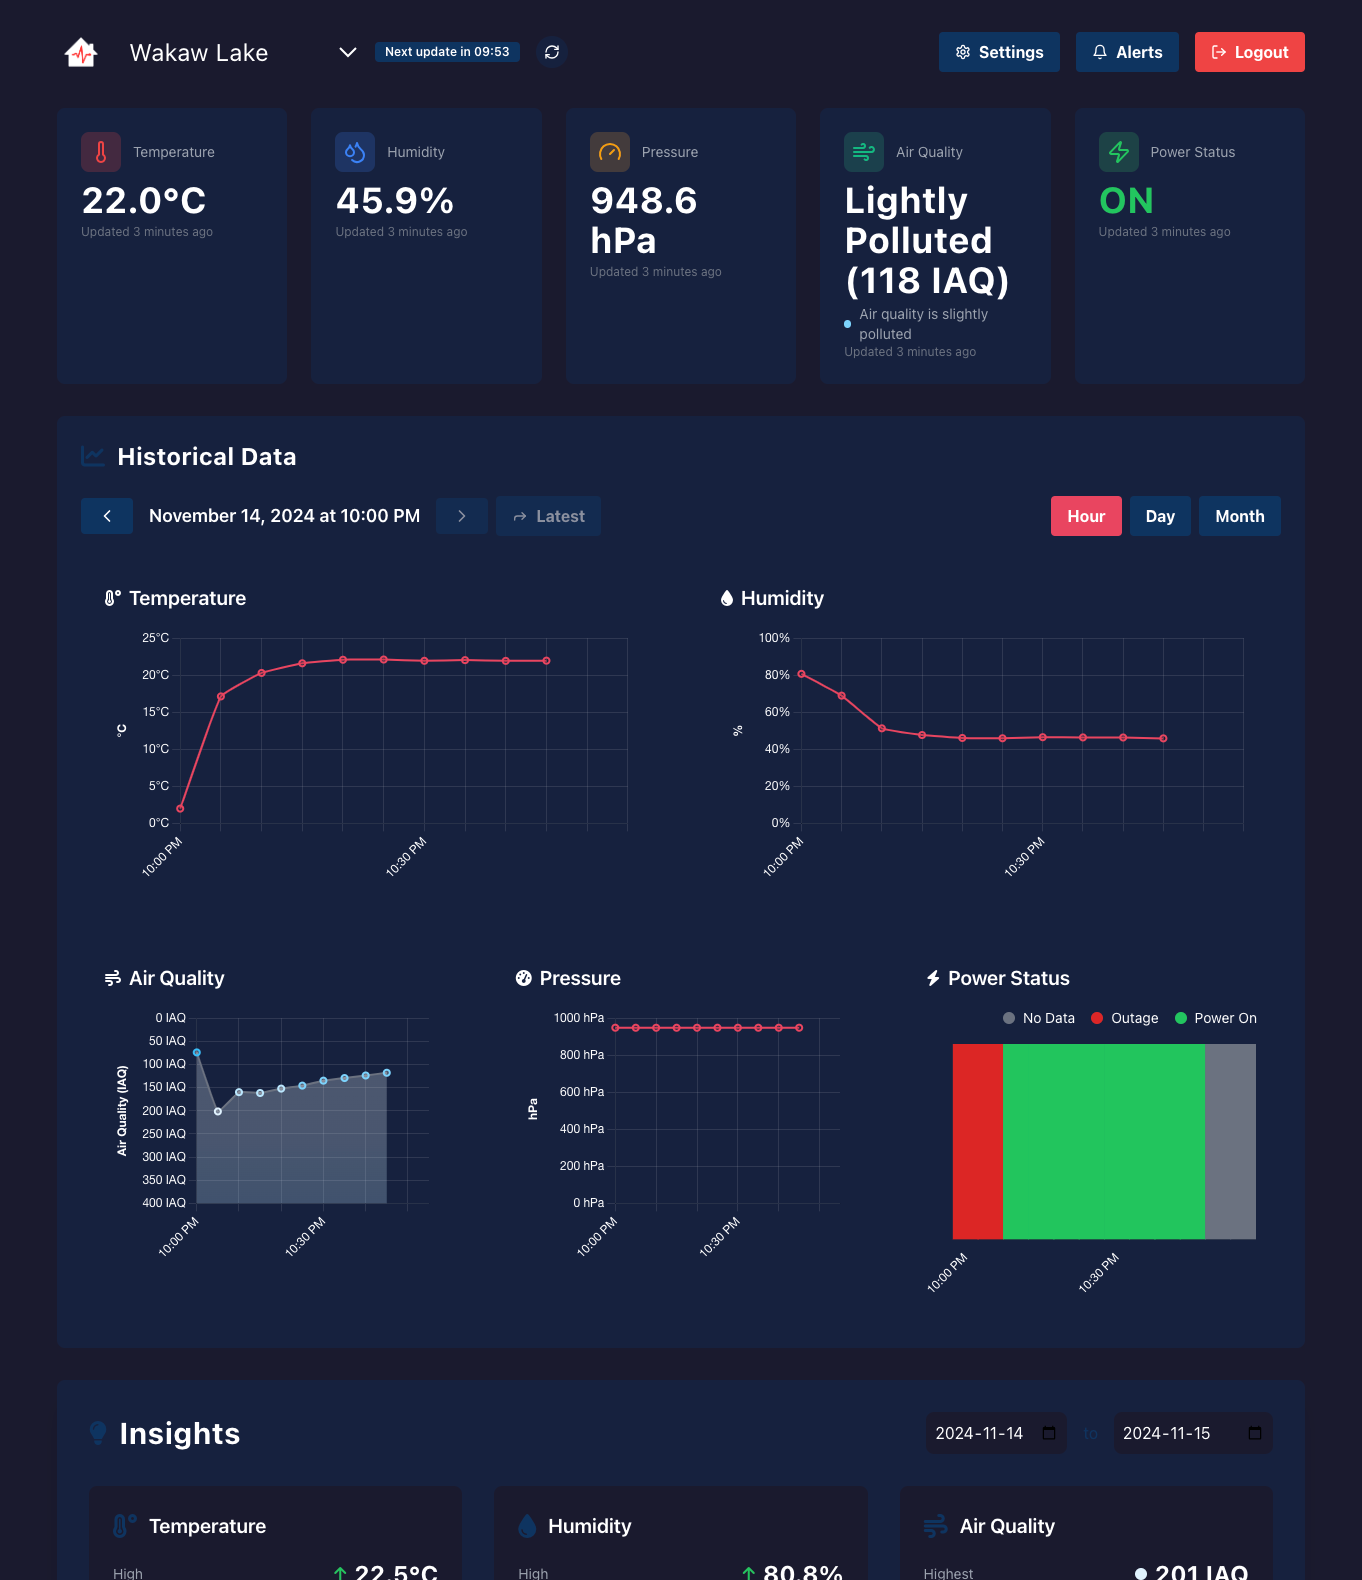 Wakaw Lake
Next update in 09:53
Settings
Alerts
Logout
Temperature
22.0°C
Updated 3 minutes ago
Humidity
45.9%
Updated 3 minutes ago
Pressure
948.6
hPa
Updated 3 minutes ago
Air Quality
Lightly
Polluted
(118 IAQ)
Air quality is slightly
polluted
Updated 3 minutes ago
Power Status
ON
Updated 3 minutes ago
Historical Data
November 14, 2024 at 10:00 PM
Latest
Hour
Day
Month
Temperature
25°C
20°C
15°C
10°C
5°C
0°C
°C
10:00 PM
10:30 PM
Humidity
100%
80%
60%
40%
20%
0%
%
10:00 PM
10:30 PM
Air Quality
0 IAQ
50 IAQ
100 IAQ
150 IAQ
200 IAQ
250 IAQ
300 IAQ
350 IAQ
400 IAQ
Air Quality (IAQ)
10:00 PM
10:30 PM
Pressure
1000 hPa
800 hPa
600 hPa
400 hPa
200 hPa
0 hPa
hPa
10:00 PM
10:30 PM
Power Status
No Data
Outage
Power On
10:00 PM
10:30 PM
Insights
2024-11-14
to
2024-11-15
Temperature
High
22.5°C
Humidity
High
80.8%
Air Quality
Highest
201 IAQ